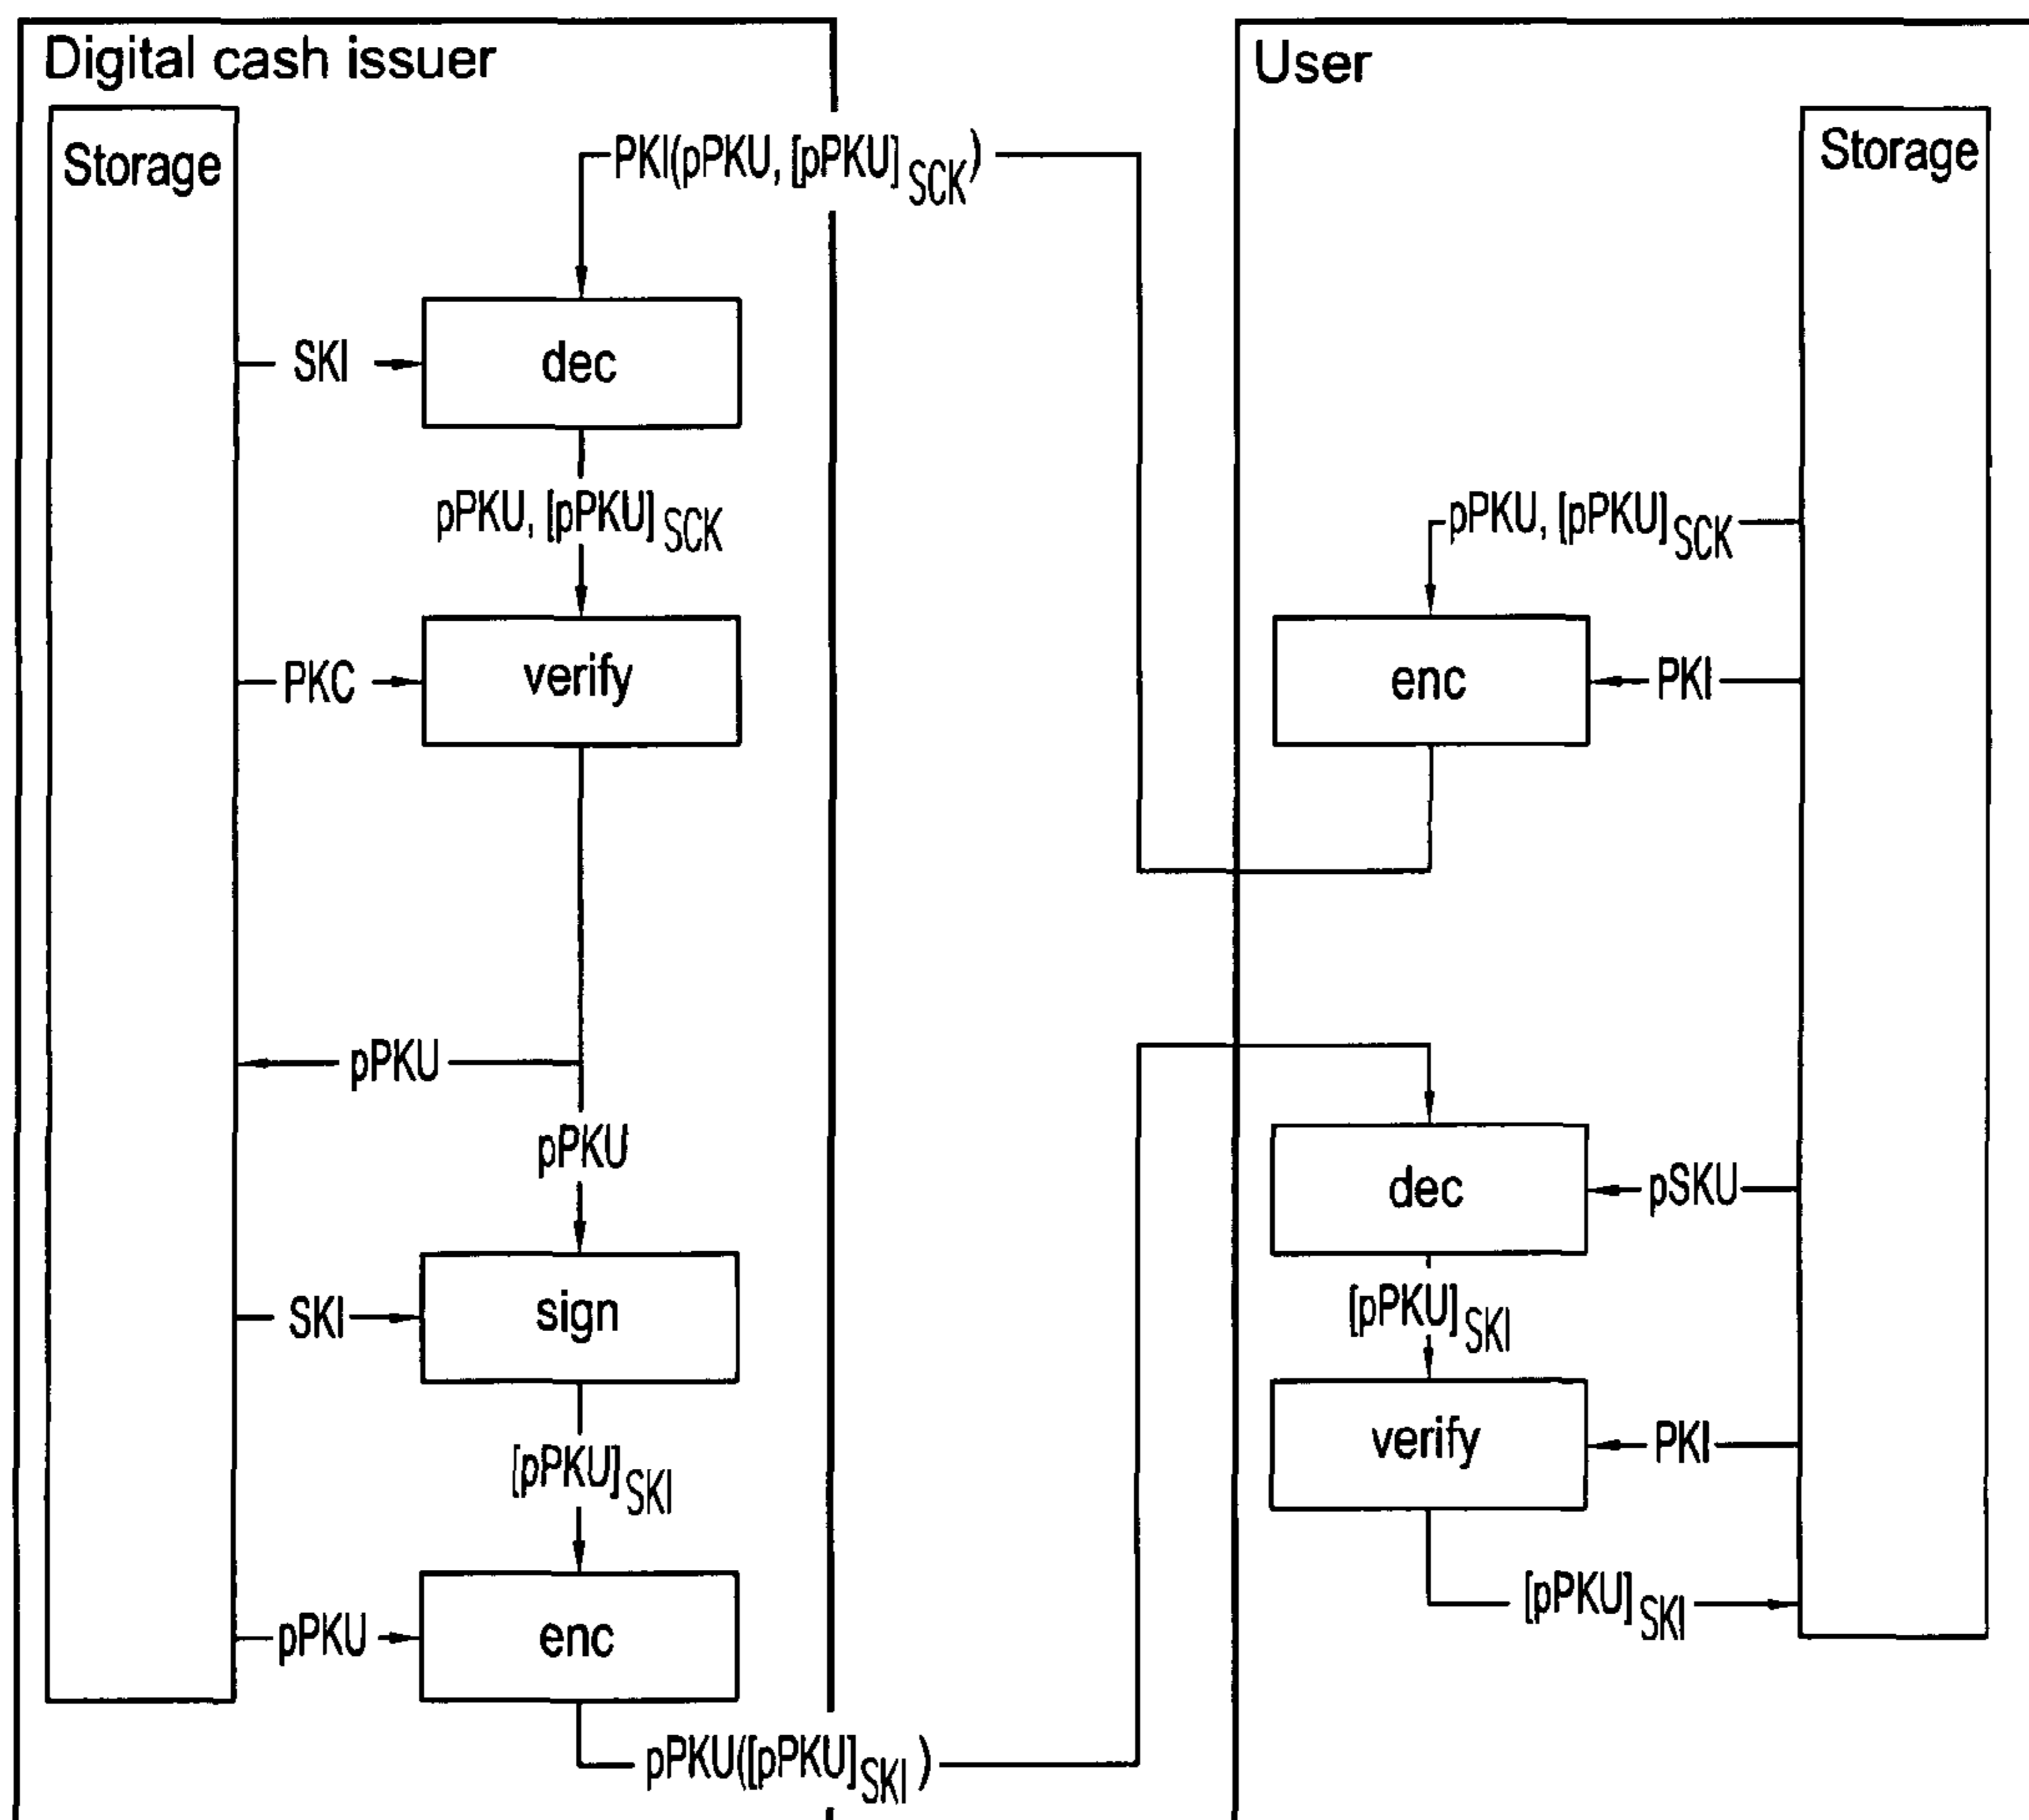 Digital cash issuer
Storage
PKI(pPKU, [pPKU]SCK)
SKI
dec
pPKU, [pPKU]SCK
PKC
verify
pPKU
pPKU
SKI
sign
[pPKU]SKI
pPKU
enc
pPKU([pPKU]SKI)
User
Storage
pPKU, [pPKU]SCK
enc
PKI
dec
pSKU
[pPKU]SKI
verify
PKI
[pPKU]SKI